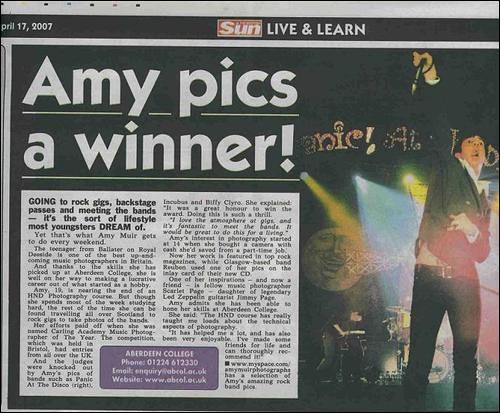 pril 17, 2007
Sun LIVE & LEARN
Amy pics
a winner!
GOING to rock gigs, backstage
passes and meeting the bands
— it's the sort of lifestyle
most youngsters DREAM of.
Yet that's what Amy Muir gets
to do every weekend.
The teenager from Ballater on Royal
Deeside is one of the best up-and-
coming music photographers in Britain.
And thanks to the skills she has
picked up at Aberdeen College, she is
well on her way to making a lucrative
career out of what started as a hobby.
Amy, 19, is nearing the end of an
HND Photography course. But though
she spends most of the week studying
hard, the rest of the time she can be
found travelling all over Scotland to
rock gigs to take photos of the bands.
Her efforts paid off when she was
named Carling Academy Music Photog-
rapher of The Year. The competition,
which was held in
Bristol, had entries
from all over the UK.
And the judges
were knocked out
by Amy's pics of
bands such as Panic
At The Disco (right),
Incubus and Biffy Clyro. She explained:
"It was a great honour to win the
award. Doing this is such a thrill.
"I love the atmosphere at gigs, and
it's fantastic to meet the bands. It
would be great to do this for a living."
Amy's interest in photography started
at 14 when she bought a camera with
cash she'd saved from a part-time job.
Now her work is featured in top rock
magazines, while Glasgow-based band
Reuben used one of her pics on the
inlay card of their new CD.
One of her inspirations — and now a
friend — is fellow music photographer
Scarlet Page — daughter of legendary
Led Zeppelin guitarist Jimmy Page.
Amy admits she has been able to
hone her skills at Aberdeen College.
She said: "The HND course has really
taught me loads about the technical
aspects of photography.
"It has helped me a lot, and has also
been very enjoyable. I've made some
friends for life and
can thoroughly rec-
ommend it!"
■ www.myspace.com/
amymuirphotographs
has a selection of
Amy's amazing rock
band pics.
ABERDEEN COLLEGE
Phone: 01224 612330
Email: enquiry@abcol.ac.uk
Website: www.abcol.ac.uk
anic! At